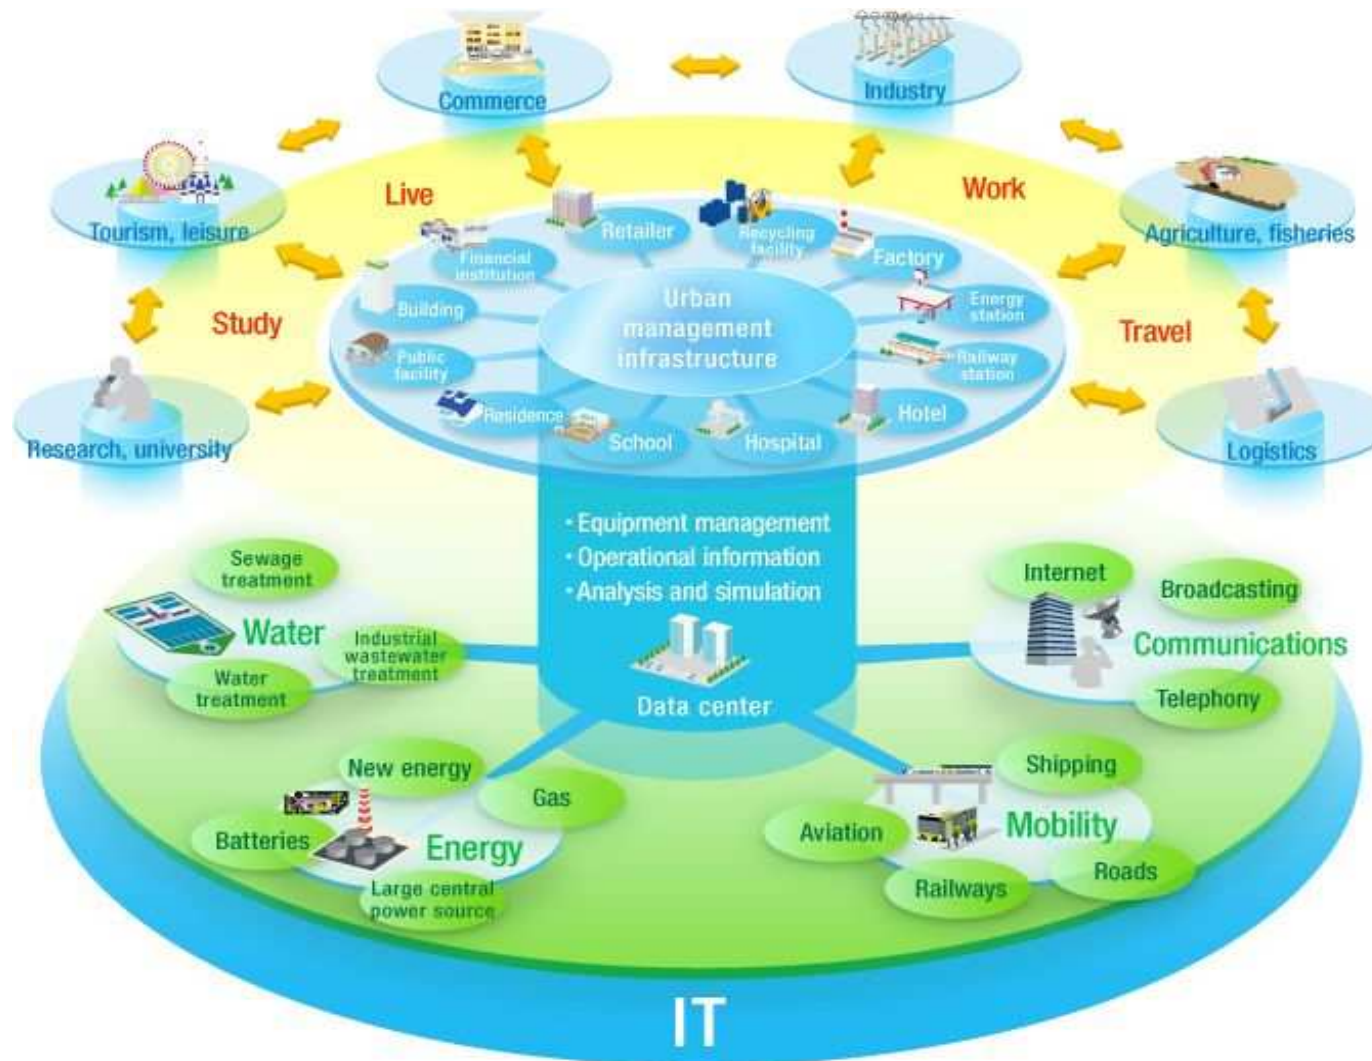 Commerce
Industry
Live
Work
Tourism, leisure
Agriculture, fisheries
Retailer
Recycling
facility
Financial
institution
Factory
Building
Urban
management
infrastructure
Energy
station
Study
Travel
Public
facility
Railway
station
Residence
School
Hospital
Hotel
Research, university
Logistics
• Equipment management
• Operational information
• Analysis and simulation
Data center
Sewage
treatment
Water
Industrial
wastewater
treatment
Water
treatment
Internet
Broadcasting
Communications
Telephony
New energy
Gas
Batteries
Energy
Large central
power source
Shipping
Aviation
Mobility
Railways
Roads
IT